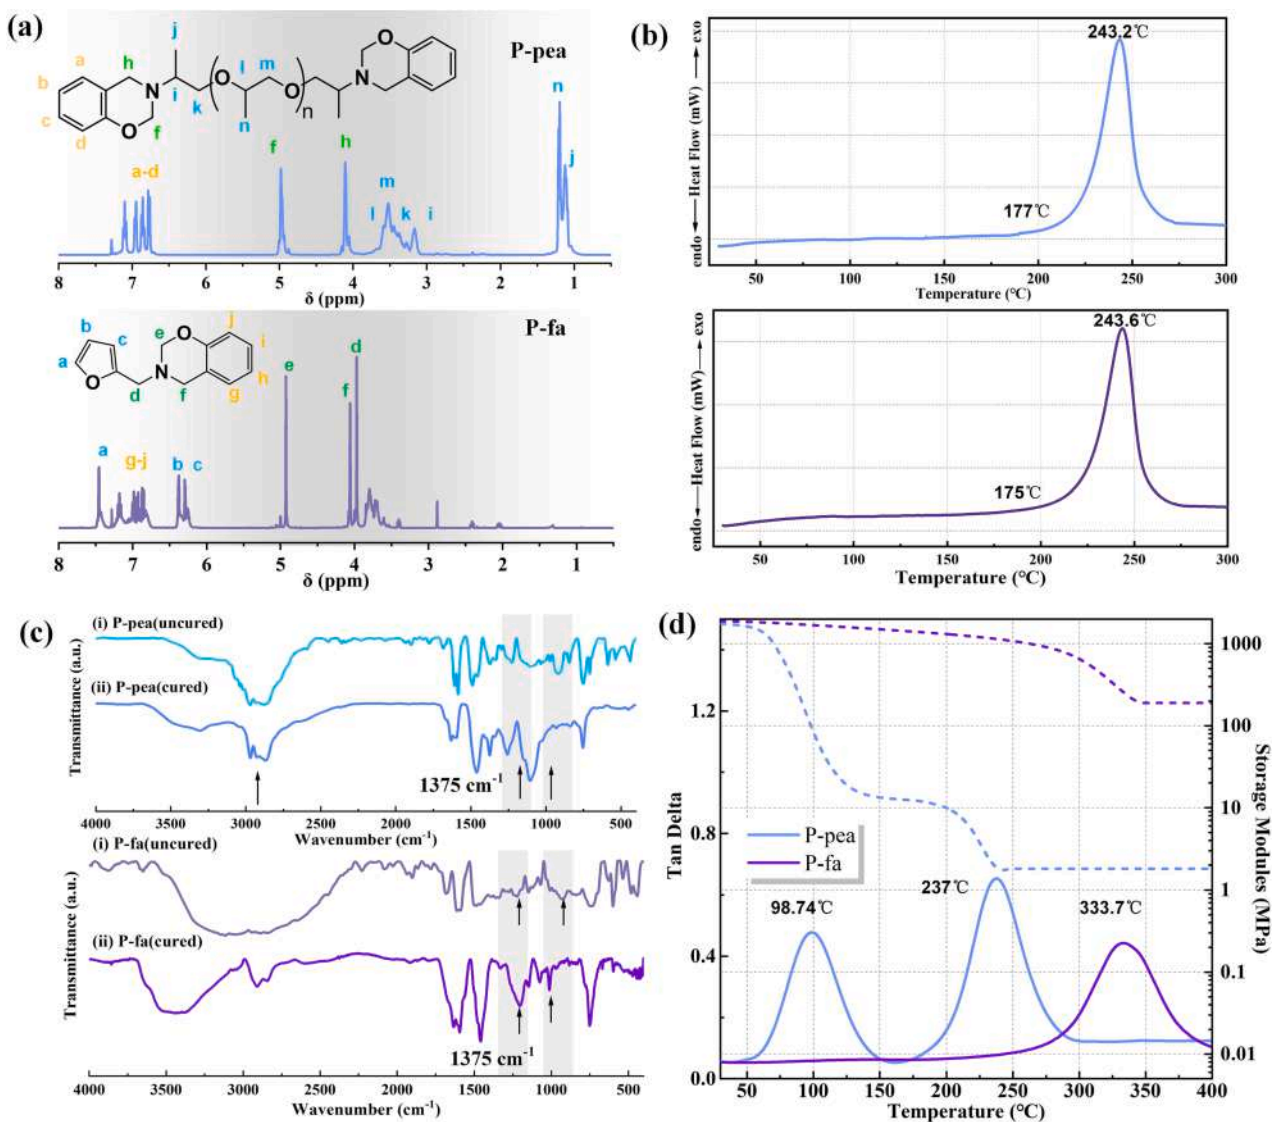 (a)
P-pea
j
h
a
b
c
d
N
O
f
i
k
l
m
O
n
O
n
N
O
a-d
f
h
m
l
k
i
n
j
8 7 6 5 4 3 2 1
δ (ppm)
P-fa
b
c
a
O
d
N
e
O
f
j
i
h
g
a
g-j
b
c
e
f
d
8 7 6 5 4 3 2 1
δ (ppm)
(b)
endo Heat Flow (mW) exo
243.2℃
177℃
50 100 150 200 250 300
Temperature (℃)
endo Heat Flow (mW) exo
243.6℃
175℃
50 100 150 200 250 300
Temperature (℃)
(c)
Transmittance (a.u.)
(i) P-pea(uncured)
(ii) P-pea(cured)
1375 cm-1
4000 3500 3000 2500 2000 1500 1000 500
Wavenumber (cm-1)
Transmittance (a.u.)
(i) P-fa(uncured)
(ii) P-fa(cured)
1375 cm-1
4000 3500 3000 2500 2000 1500 1000 500
Wavenumber (cm-1)
(d)
Tan Delta
1.2
0.9
0.8
0.4
0.0
P-pea
P-fa
98.74℃
237℃
333.7℃
1000
100
10
1
0.1
0.01
Storage Modules (MPa)
50 100 150 200 250 300 350 400
Temperature (℃)